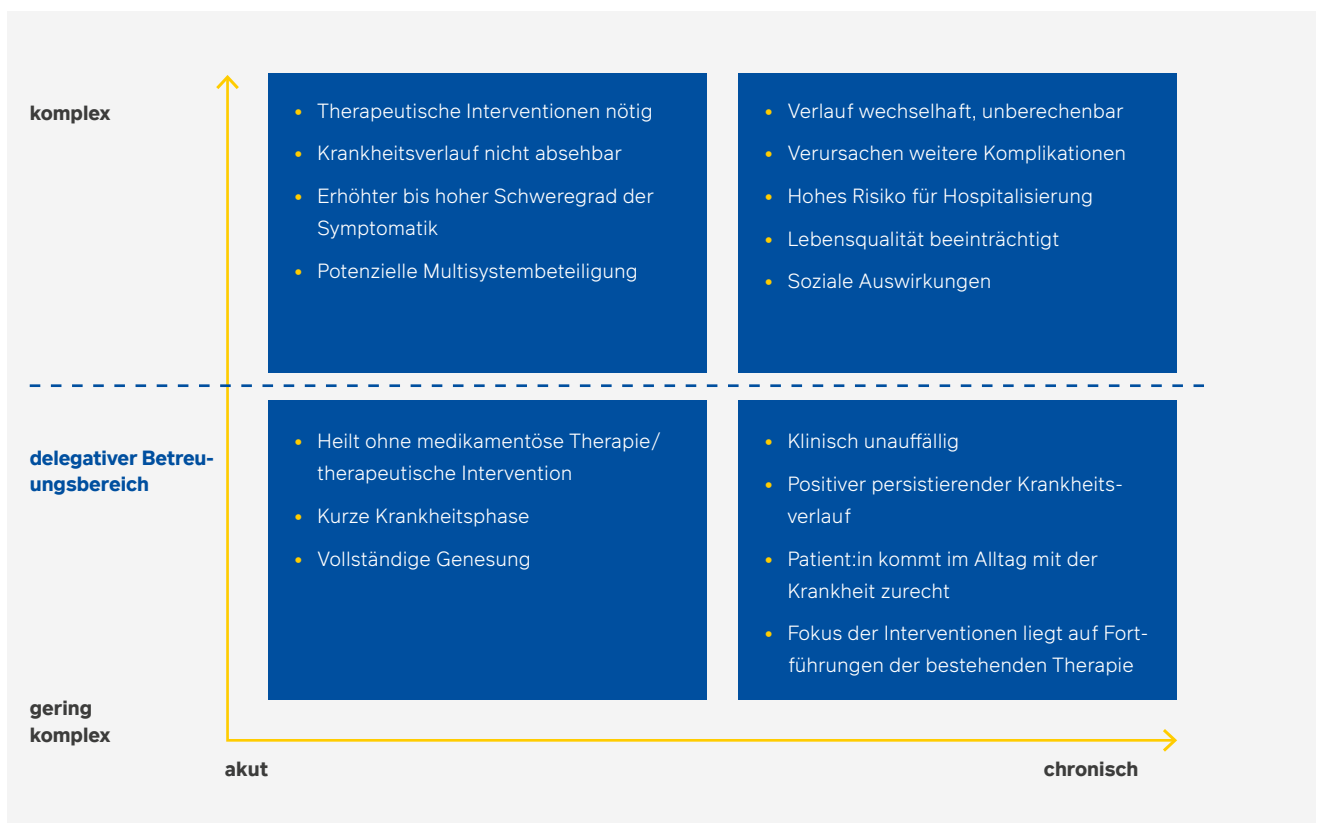 komplex
• Therapeutische Interventionen nötig
• Krankheitsverlauf nicht absehbar
• Erhöhter bis hoher Schweregrad der
Symptomatik
• Potenzielle Multisystembeteiligung
• Verlauf wechselhaft, unberechenbar
• Verursachen weitere Komplikationen
• Hohes Risiko für Hospitalisierung
• Lebensqualität beeinträchtigt
• Soziale Auswirkungen
delegativer Betreu-
ungsbereich
• Heilt ohne medikamentöse Therapie/
therapeutische Intervention
• Kurze Krankheitsphase
• Vollständige Genesung
• Klinisch unauffällig
• Positiver persistierender Krankheits-
verlauf
• Patient:in kommt im Alltag mit der
Krankheit zurecht
• Fokus der Interventionen liegt auf Fort-
führungen der bestehenden Therapie
gering
komplex
akut
chronisch